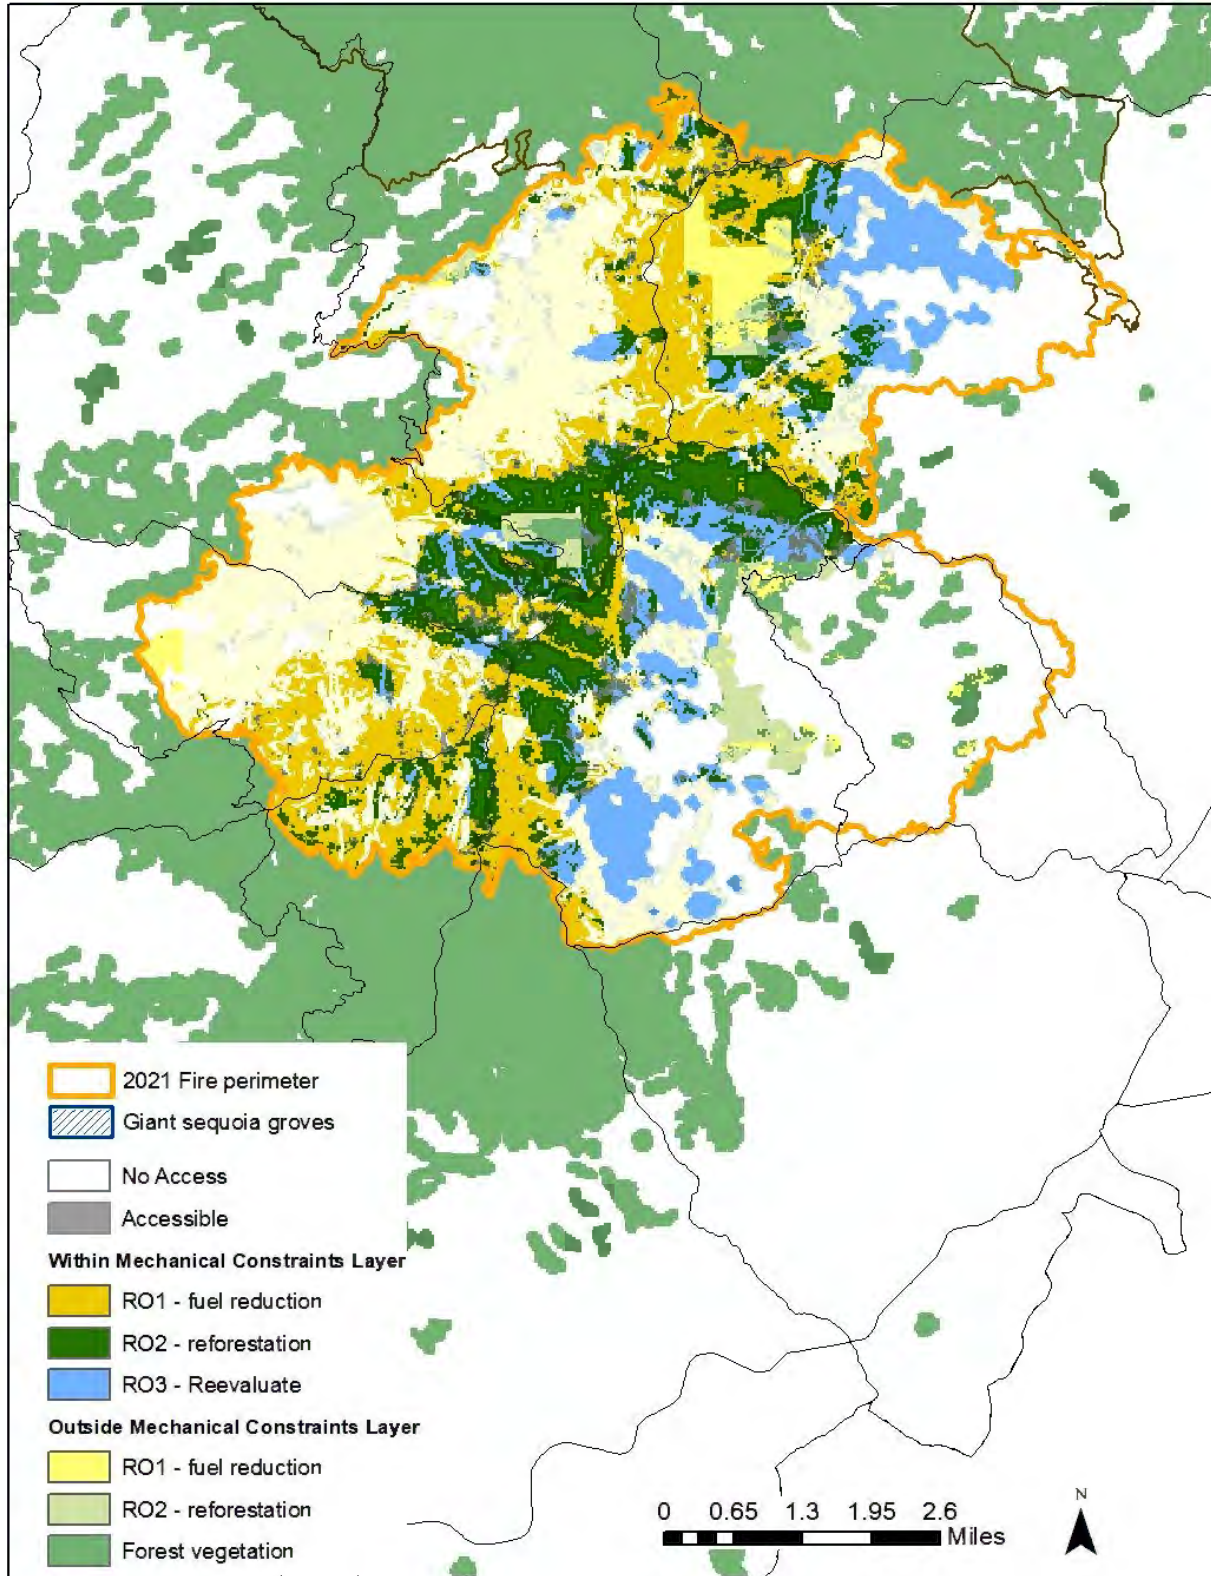 2021 Fire perimeter
Giant sequoia groves
No Access
Accessible
Within Mechanical Constraints Layer
RO1 - fuel reduction
RO2 - reforestation
RO3 - Reevaluate
Outside Mechanical Constraints Layer
RO1 - fuel reduction
RO2 - reforestation
Forest vegetation
0 0.65 1.3 1.95 2.6
Miles
N